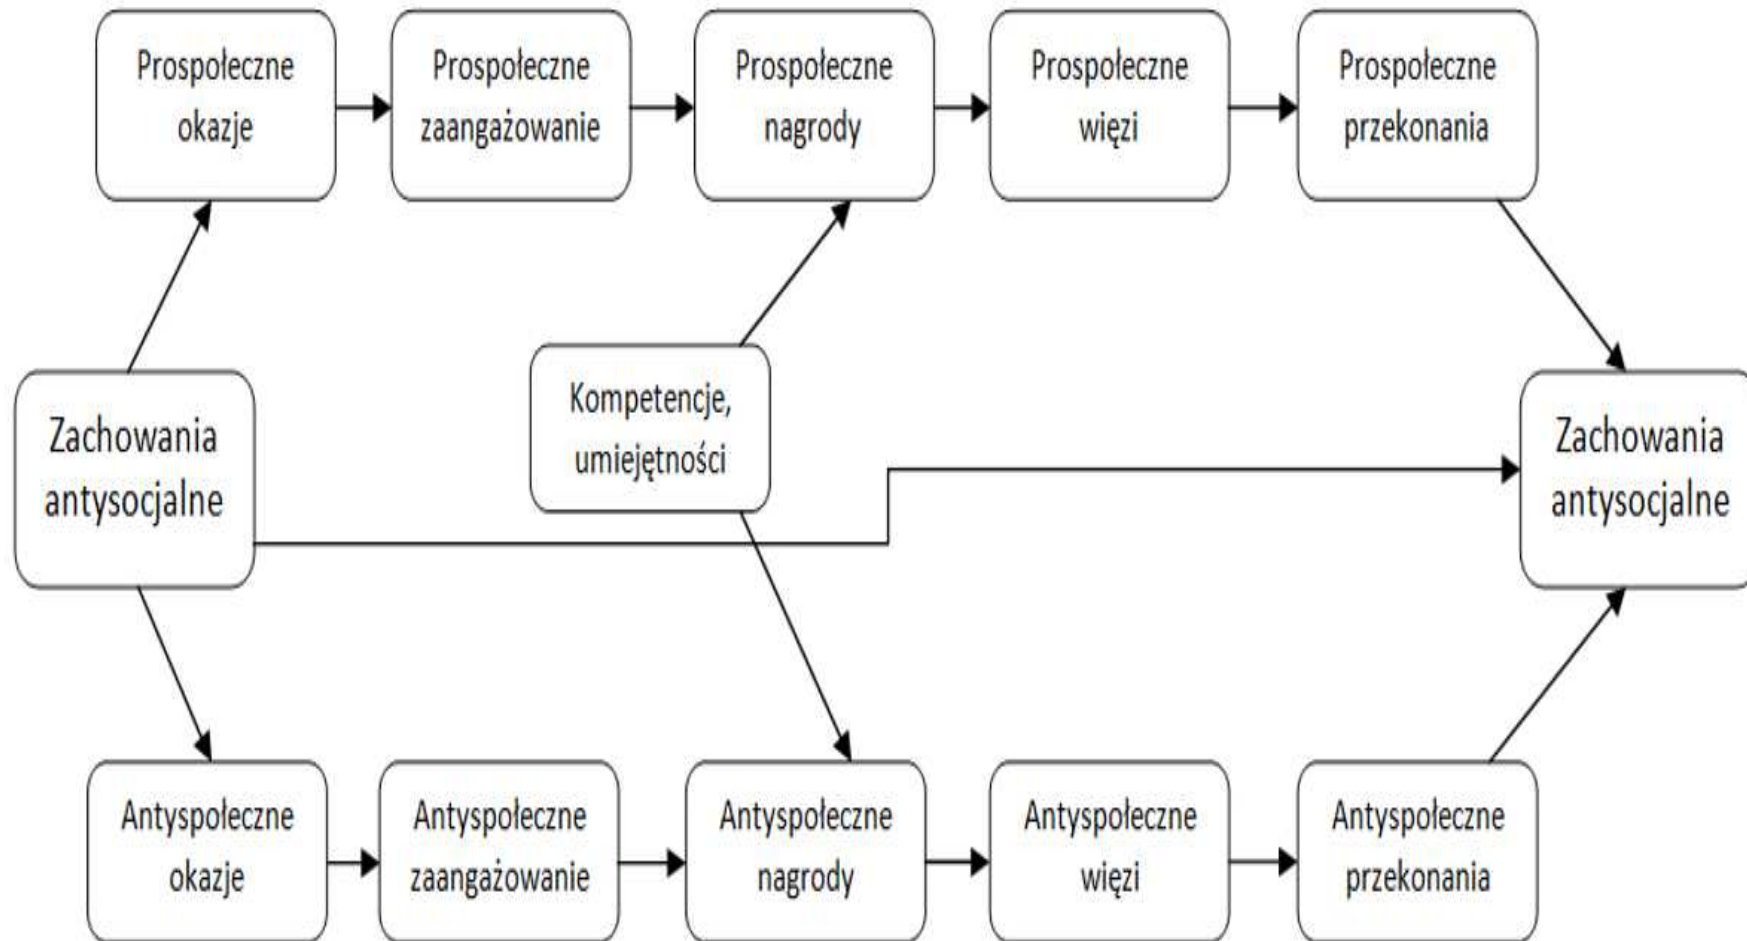 Prospołeczne
okazje
Prospołeczne
zaangażowanie
Prospołeczne
nagrody
Prospołeczne
więzi
Prospołeczne
przekonania
Zachowania
antysocjalne
Kompetencje,
umiejętności
Zachowania
antysocjalne
Antyspołeczne
okazje
Antyspołeczne
zaangażowanie
Antyspołeczne
nagrody
Antyspołeczne
więzi
Antyspołeczne
przekonania